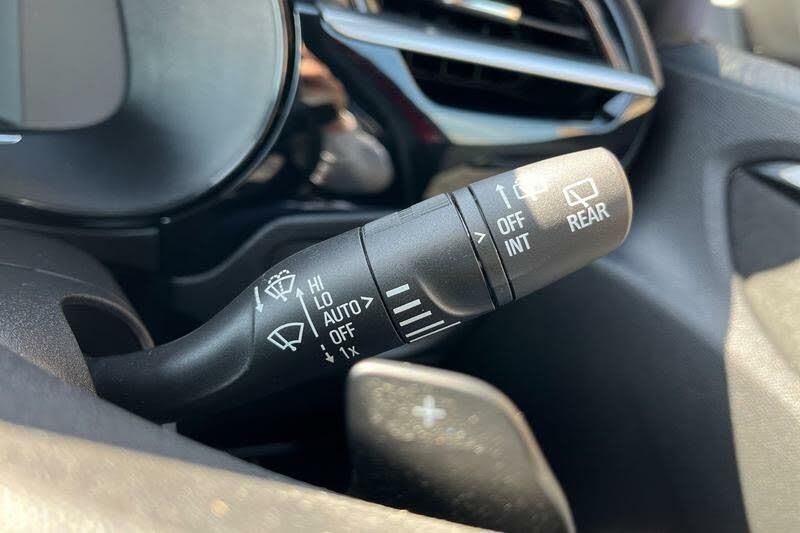 HI
LO
AUTO >
OFF
1x
>
OFF
INT
REAR
+